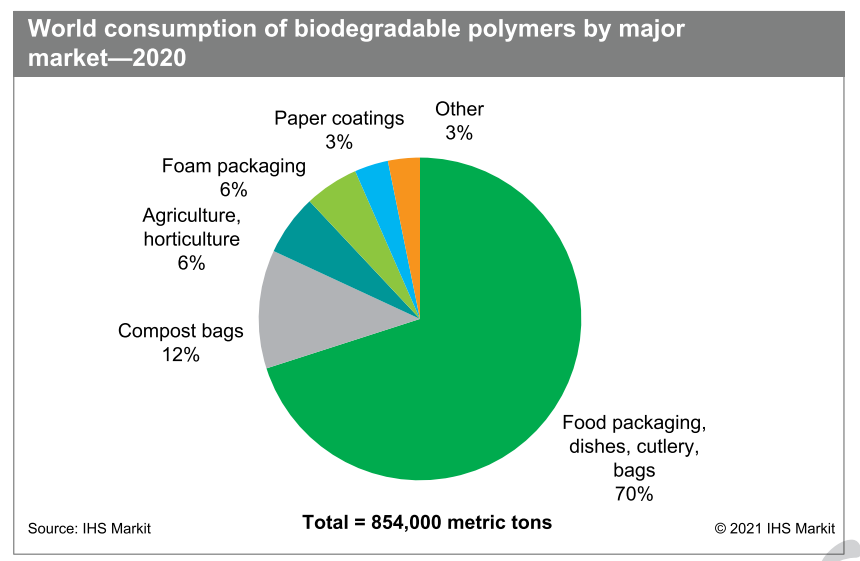 World consumption of biodegradable polymers by major
market—2020
Other
3%
Paper coatings
3%
Foam packaging
6%
Agriculture,
horticulture
6%
Compost bags
12%
Food packaging,
dishes, cutlery,
bags
70%
Total = 854,000 metric tons
Source: IHS Markit
© 2021 IHS Markit